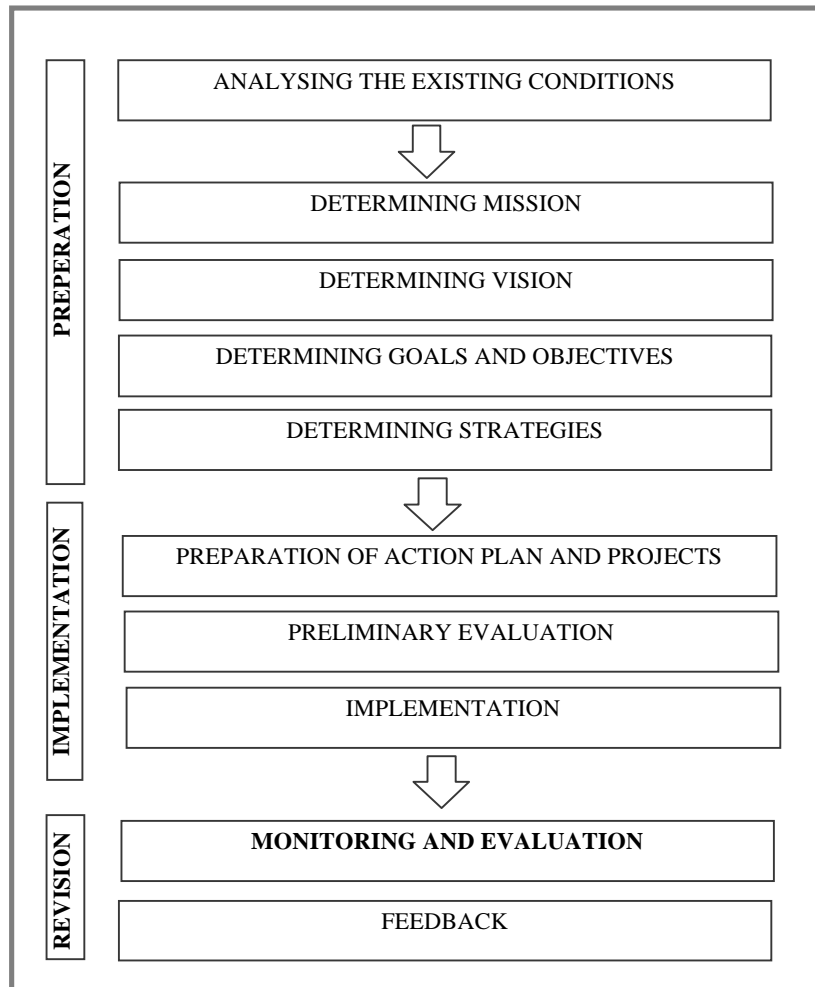 PREPERATION
ANALYSING THE EXISTING CONDITIONS
DETERMINING MISSION
DETERMINING VISION
DETERMINING GOALS AND OBJECTIVES
DETERMINING STRATEGIES
IMPLEMENTATION
PREPARATION OF ACTION PLAN AND PROJECTS
PRELIMINARY EVALUATION
IMPLEMENTATION
REVISION
MONITORING AND EVALUATION
FEEDBACK